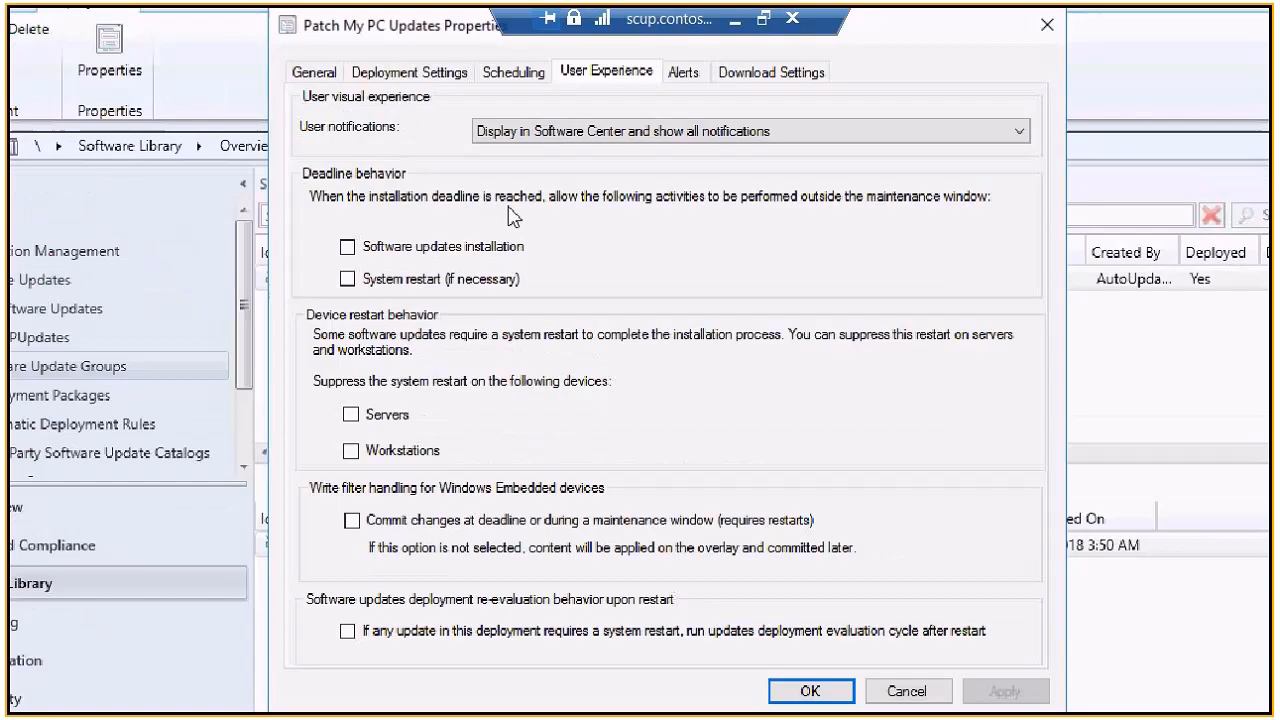 Delete
Patch My PC Updates Properti
scup.contos...
Properties
nt
Properties
General
Deployment Settings
Scheduling
User Experience
Alerts
Download Settings
\ Software Library Overvie
User visual experience
User notifications:
Display in Software Center and show all notifications
Deadline behavior
When the installation deadline is reached, allow the following activities to be performed outside the maintenance window:
Software updates installation
System restart (if necessary)
Device restart behavior
Some software updates require a system restart to complete the installation process. You can suppress this restart on servers
and workstations.
Suppress the system restart on the following devices:
Servers
Workstations
Write filter handling for Windows Embedded devices
Commit changes at deadline or during a maintenance window (requires restarts)
If this option is not selected, content will be applied on the overlay and committed later.
Software updates deployment re-evaluation behavior upon restart
If any update in this deployment requires a system restart, run updates deployment evaluation cycle after restart
OK
Cancel
Apply
tion Management
e Updates
ftware Updates
PUpdates
are Update Groups
yment Packages
matic Deployment Rules
Party Software Update Catalogs
ew
d Compliance
Library
g
ation
ty
Created By
Deployed
AutoUpda...
Yes
ed On
018 3:50 AM